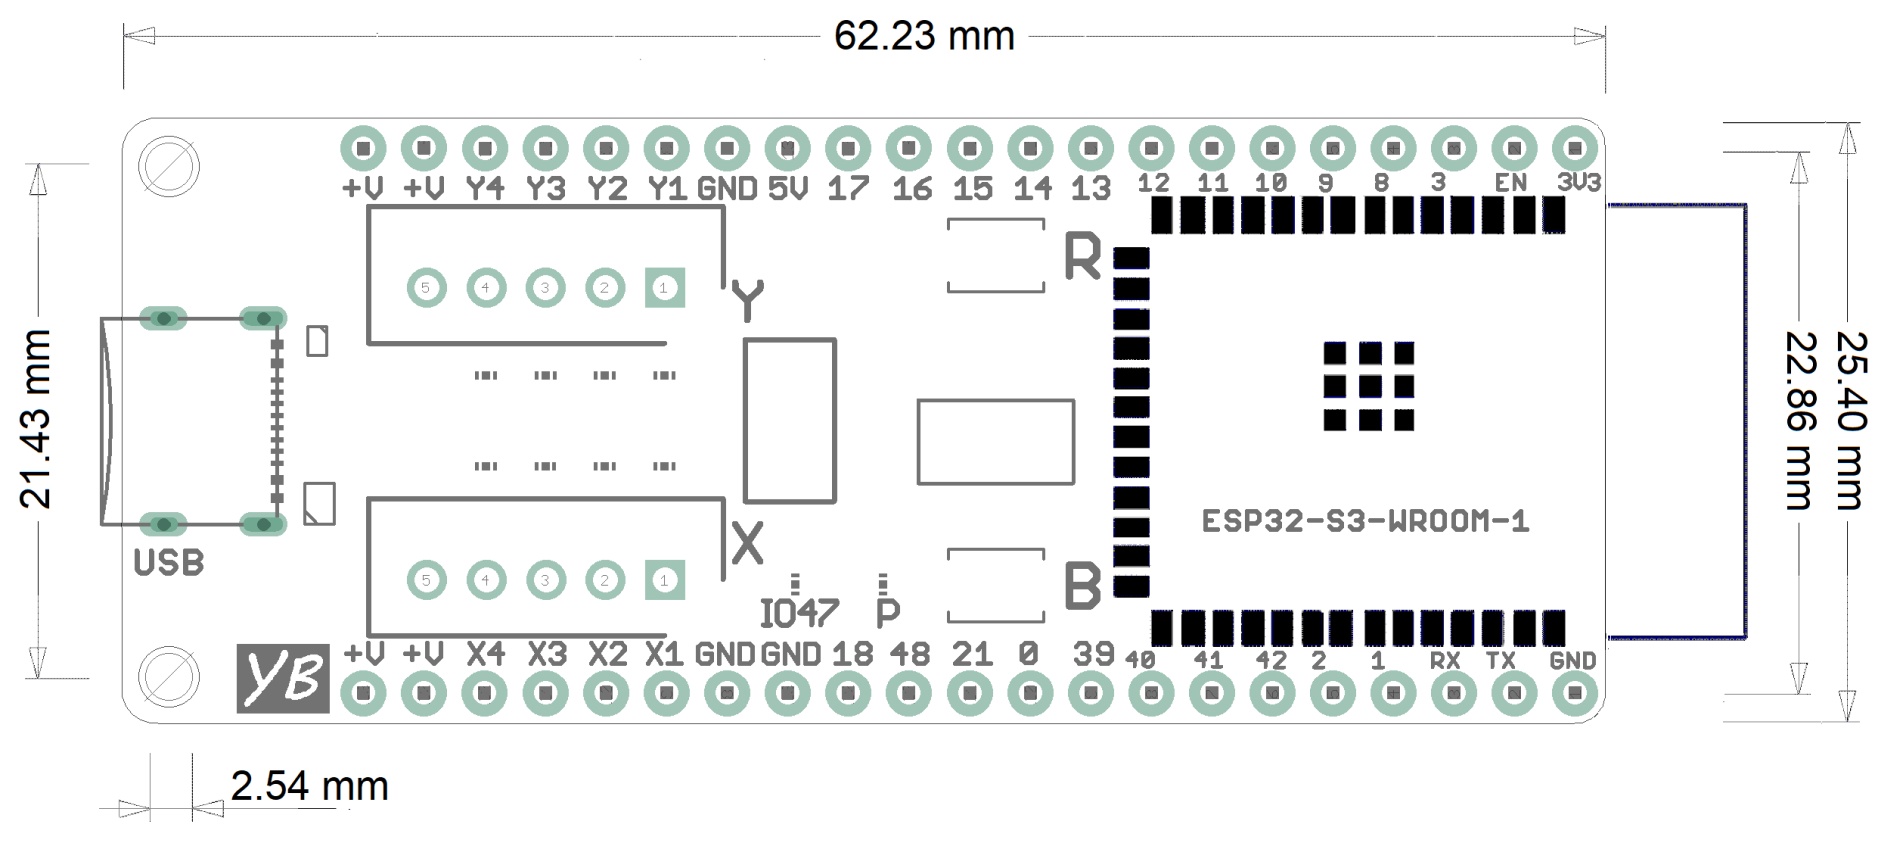 62.23 mm
+V +V Y4 Y3 Y2 Y1 GND 5V 17 16 15 14 13 12 11 10 9 8 3 EN 3V3
R
5 4 3 2 1
Y
21.43 mm
22.86 mm
25.40 mm
ESP32-S3-WROOM-1
X
USB
5 4 3 2 1
B
IO47 P
+V +V X4 X3 X2 X1 GND GND 18 48 21 0 39 40 41 42 2 1 RX TX GND
YB
2.54 mm